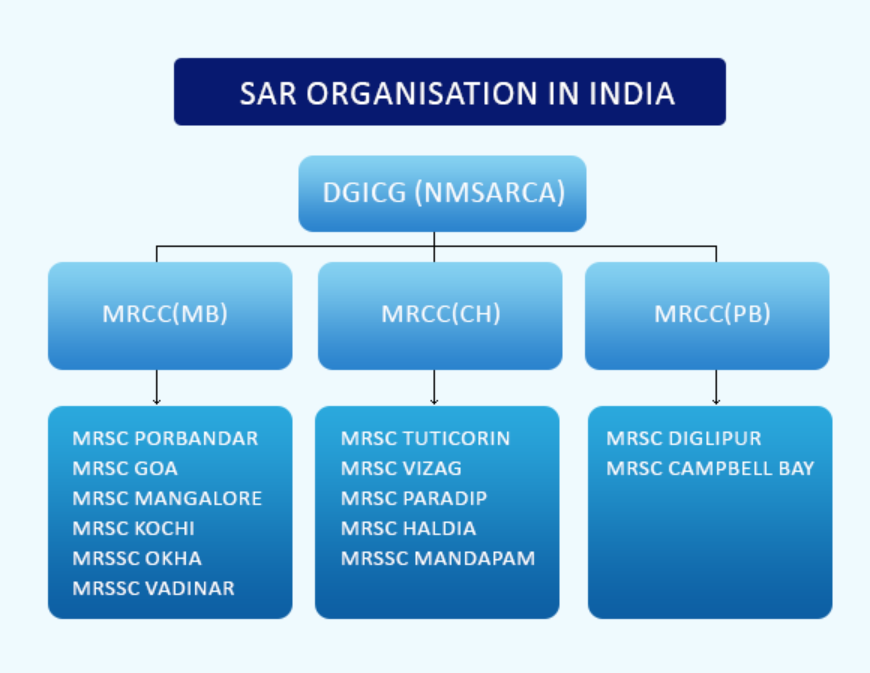 SAR ORGANISATION IN INDIA
DGICG (NMSARCA)
MRCC(MB)
MRCC(CH)
MRCC(PB)
MRSC PORBANDAR
MRSC GOA
MRSC MANGALORE
MRSC KOCHI
MRSSC OKHA
MRSSC VADINAR
MRSC TUTICORIN
MRSC VIZAG
MRSC PARADIP
MRSC HALDIA
MRSSC MANDAPAM
MRSC DIGLIPUR
MRSC CAMPBELL BAY